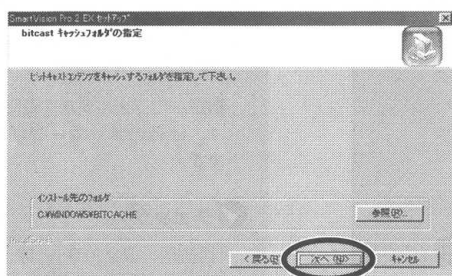 SmartVision Pro 2 EX セットアップ
bitcast キャッシュフォルダの指定
ビットキャストコンテンツをキャッシュするフォルダを指定して下さい。
インストール先のフォルダ
C:¥WINDOWS¥BITCACHE
参照(R)...
< 戻る(B)
次へ(N)>
キャンセル